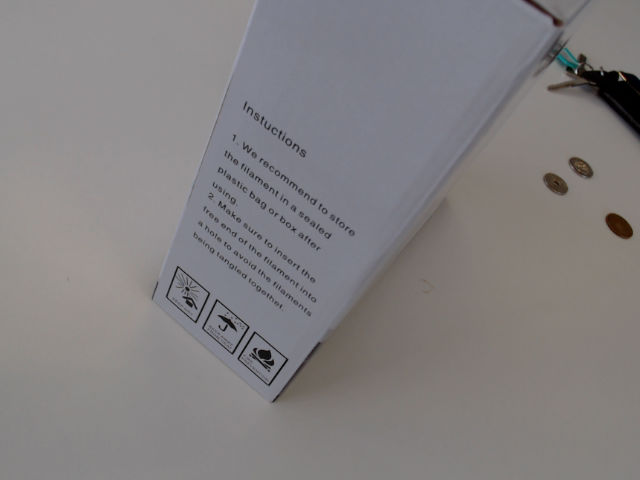 Instuctions
1. We recommend to store
the filament in a sealed
plastic bag or box after
using.
2. Make sure to insert the
free end of the filament into
a hole to avoid the filaments
being tangled togethet.